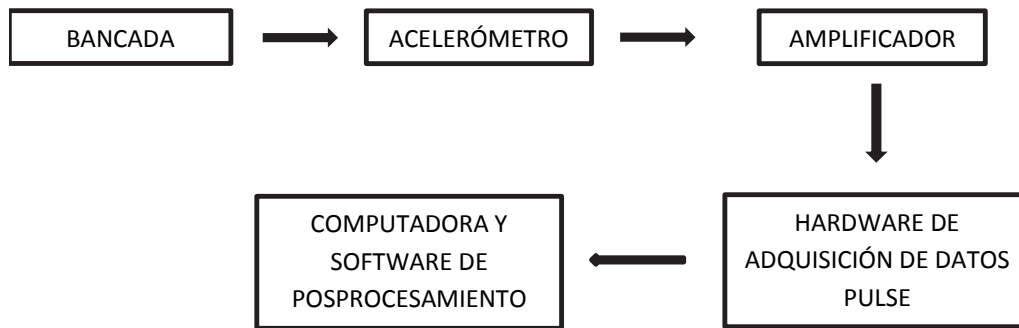 BANCADA
ACELERÓMETRO
AMPLIFICADOR
HARDWARE DE
ADQUISICIÓN DE DATOS
PULSE
COMPUTADORA Y
SOFTWARE DE
POSPROCESAMIENTO